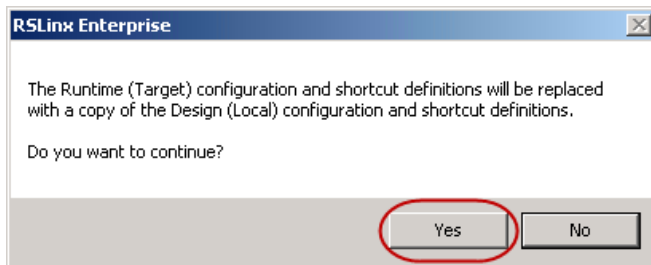 RSLinx Enterprise
The Runtime (Target) configuration and shortcut definitions will be replaced
with a copy of the Design (Local) configuration and shortcut definitions.
Do you want to continue?
Yes No